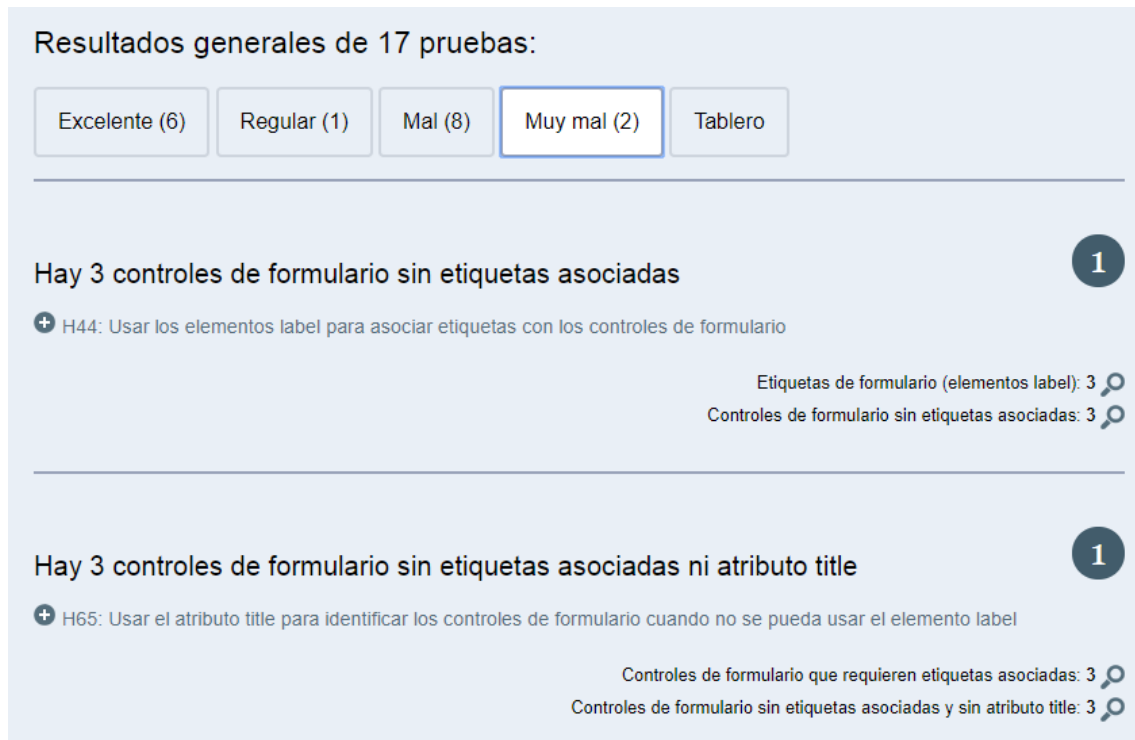 Resultados generales de 17 pruebas:
Excelente (6) Regular (1) Mal (8) Muy mal (2) Tablero
Hay 3 controles de formulario sin etiquetas asociadas 1
H44: Usar los elementos label para asociar etiquetas con los controles de formulario
Etiquetas de formulario (elementos label): 3
Controles de formulario sin etiquetas asociadas: 3
Hay 3 controles de formulario sin etiquetas asociadas ni atributo title 1
H65: Usar el atributo title para identificar los controles de formulario cuando no se pueda usar el elemento label
Controles de formulario que requieren etiquetas asociadas: 3
Controles de formulario sin etiquetas asociadas y sin atributo title: 3